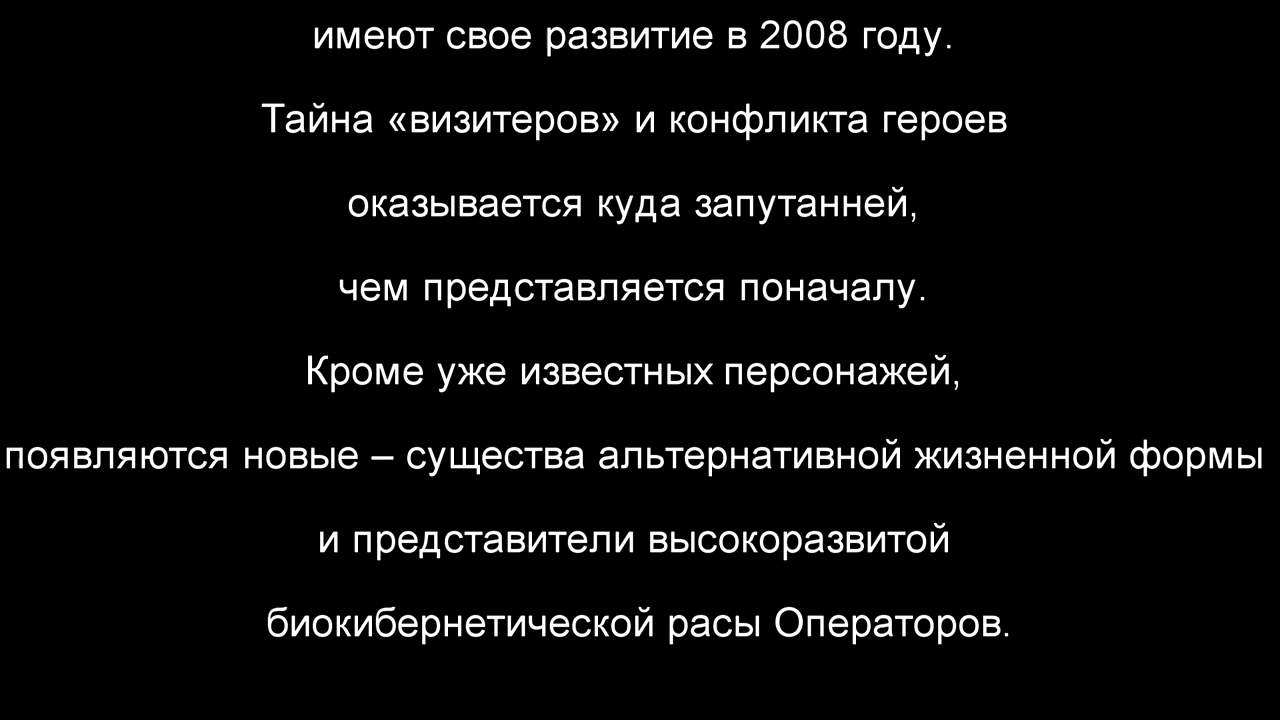 имеют свое развитие в 2008 году.
Тайна «визитеров» и конфликта героев
оказывается куда запутанней,
чем представляется поначалу.
Кроме уже известных персонажей,
появляются новые – существа альтернативной жизненной формы
и представители высокоразвитой
биокибернетической расы Операторов.